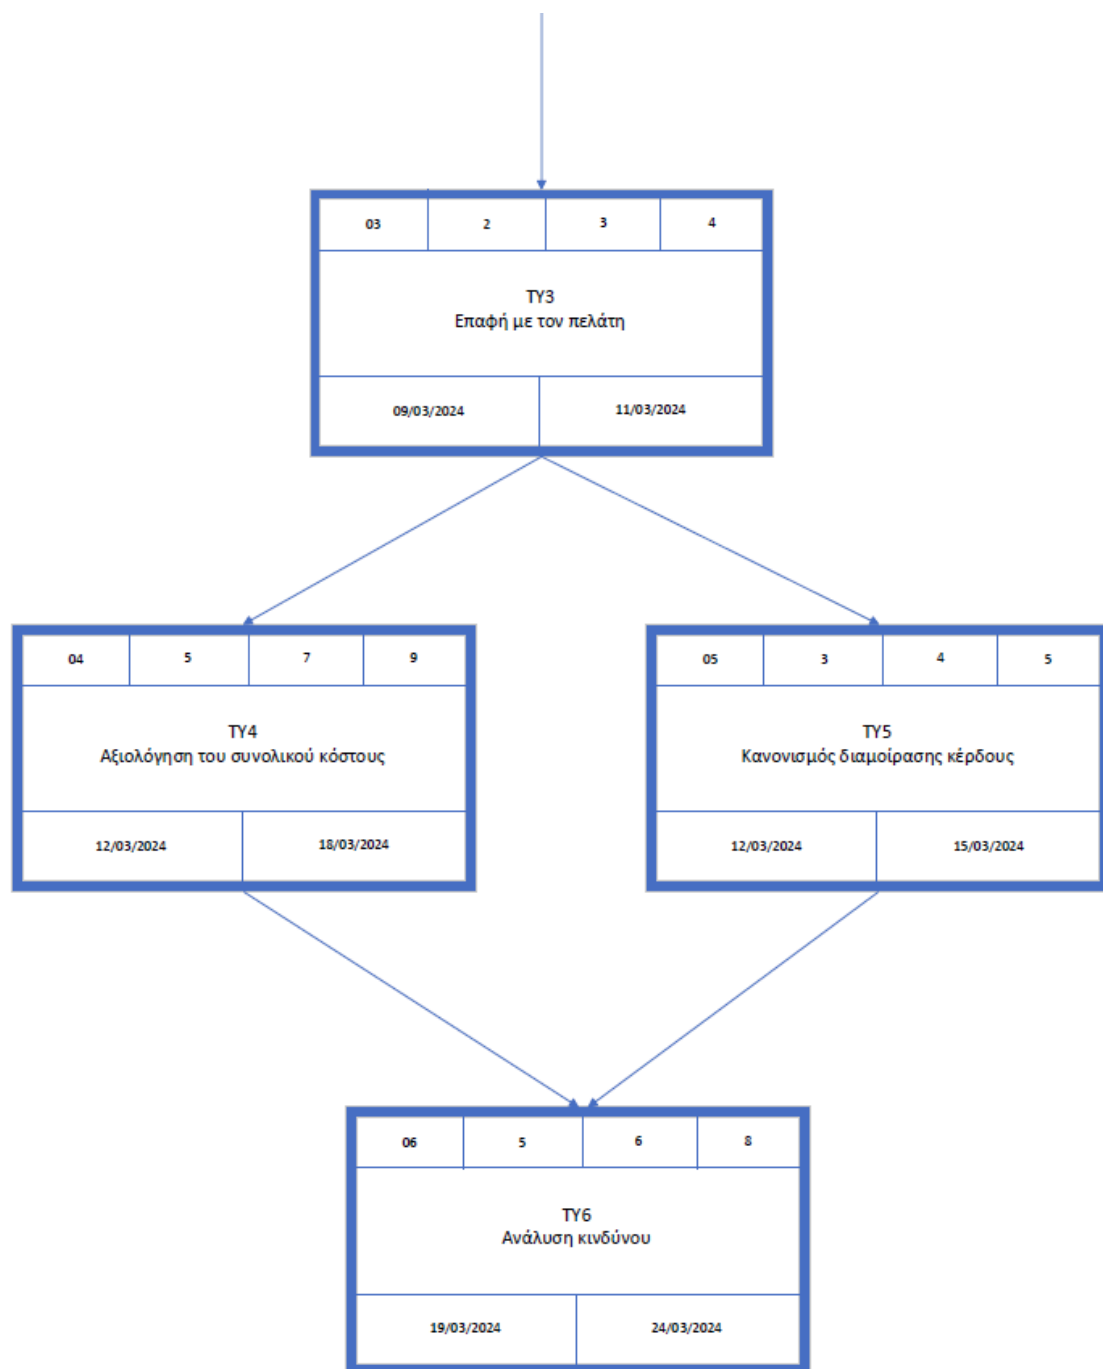 03 2 3 4
ΤΥ3
Επαφή με τον πελάτη
09/03/2024 11/03/2024
04 5 7 9
ΤΥ4
Αξιολόγηση του συνολικού κόστους
12/03/2024 18/03/2024
05 3 4 5
ΤΥ5
Κανονισμός διαμοίρασης κέρδους
12/03/2024 15/03/2024
06 5 6 8
ΤΥ6
Ανάλυση κινδύνου
19/03/2024 24/03/2024